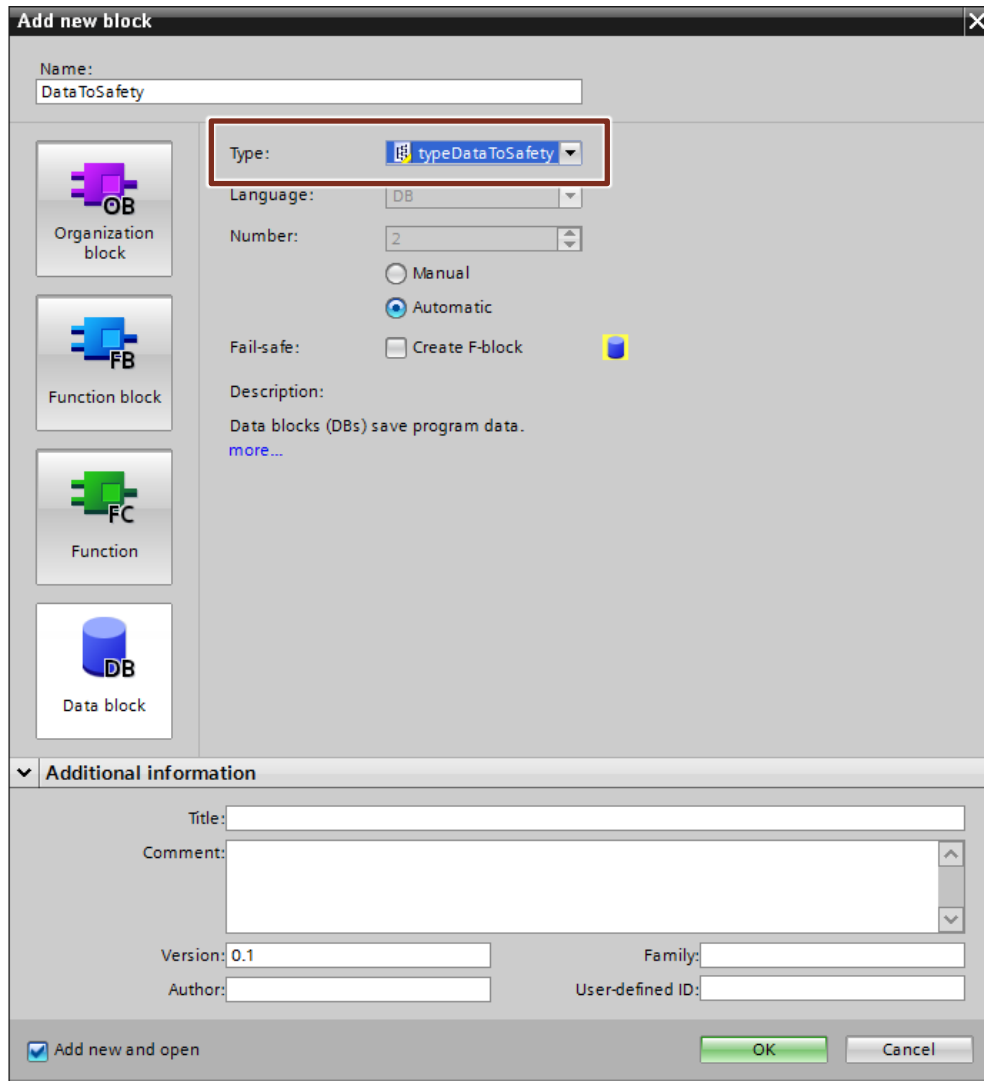 Add new block
Name:
DataToSafety
Type:
typeDataToSafety
Language:
DB
Number:
2
Manual
Automatic
Fail-safe:
Create F-block
Description:
Data blocks (DBs) save program data.
more...
OB
Organization
block
FB
Function block
FC
Function
DB
Data block
Additional information
Title:
Comment:
Version: 0.1
Family:
Author:
User-defined ID:
Add new and open
OK
Cancel